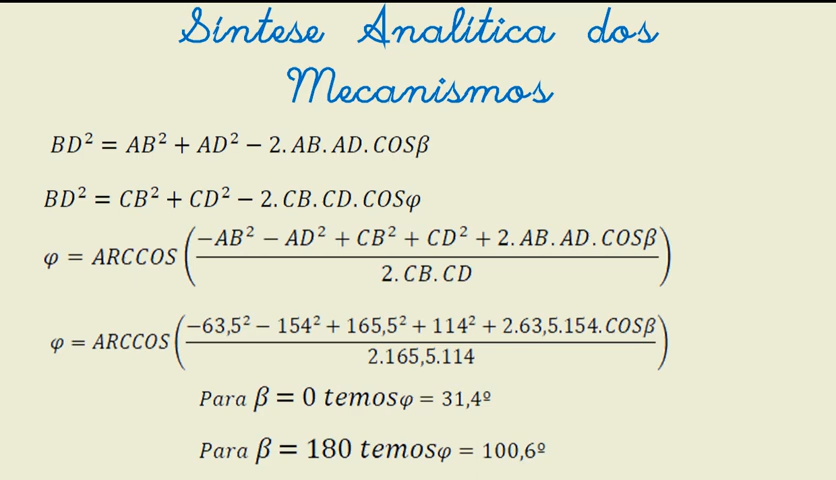 Síntese Analítica dos
Mecanismos
BD² = AB² + AD² − 2. AB. AD. COSβ
BD² = CB² + CD² − 2. CB. CD. COSφ
φ = ARCCOS (−AB² − AD² + CB² + CD² + 2. AB. AD. COSβ / 2. CB. CD)
φ = ARCCOS (−63,5² − 154² + 165,5² + 114² + 2.63,5.154. COSβ / 2.165,5.114)
Para β = 0 temosφ = 31,4º
Para β = 180 temosφ = 100,6º